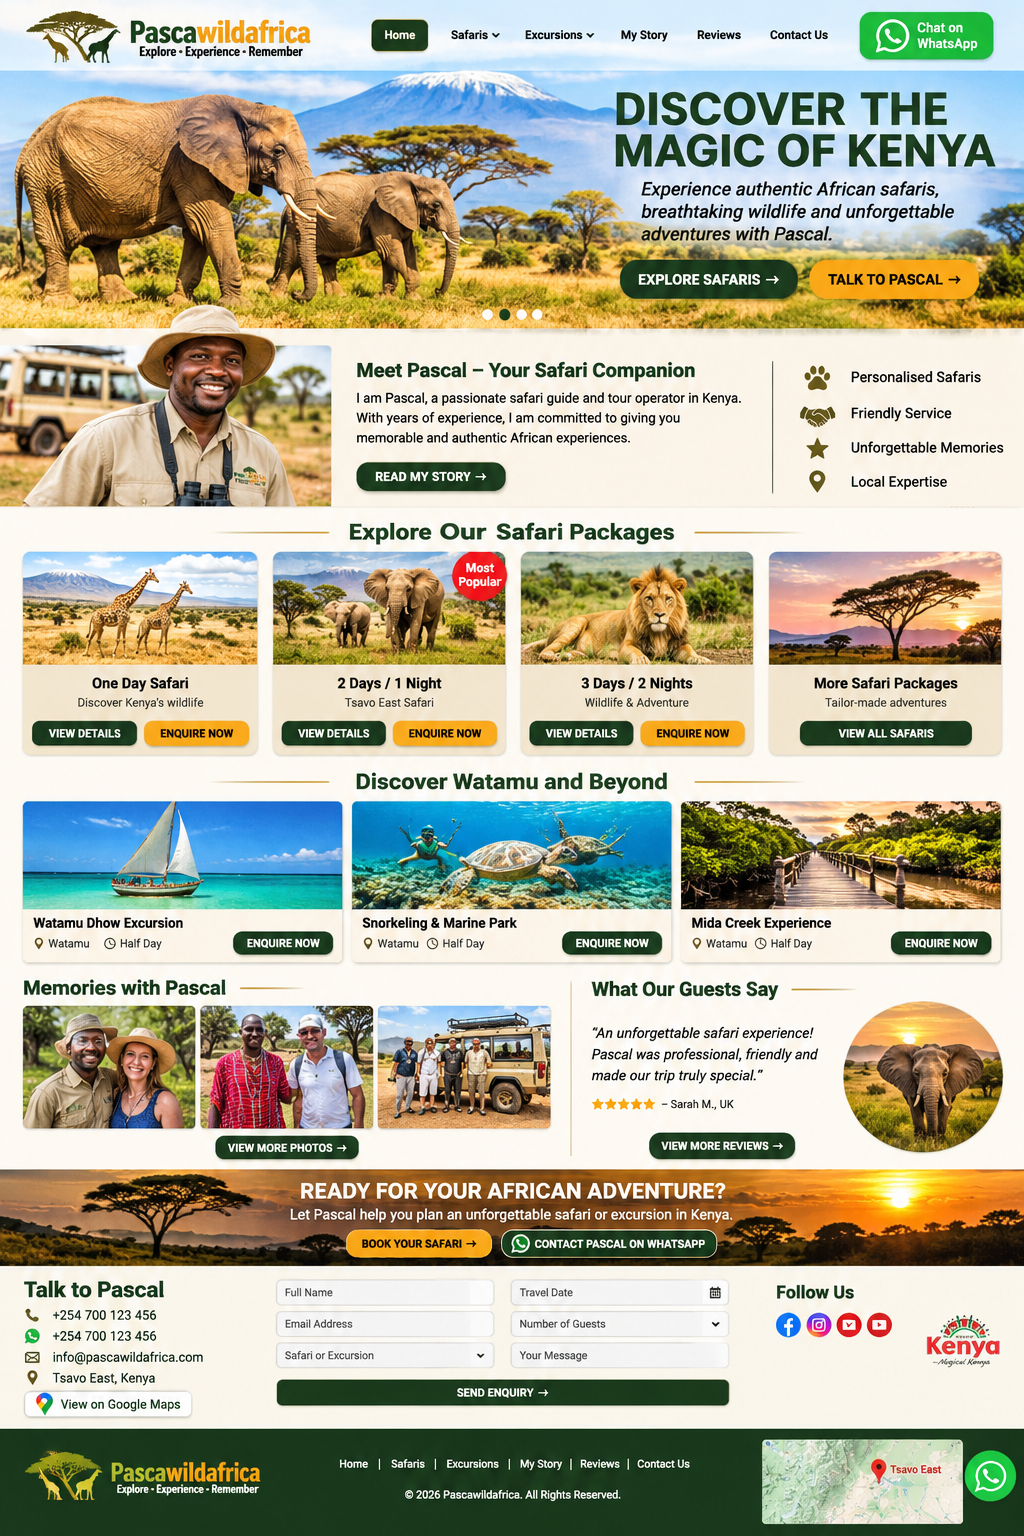 Pascawildafrica
Explore • Experience • Remember
Home
Safaris
Excursions
My Story
Reviews
Contact Us
Chat on
WhatsApp
DISCOVER THE
MAGIC OF KENYA
Experience authentic African safaris,
breathtaking wildlife and unforgettable
adventures with Pascal.
EXPLORE SAFARIS →
TALK TO PASCAL →
Meet Pascal – Your Safari Companion
I am Pascal, a passionate safari guide and tour operator in Kenya.
With years of experience, I am committed to giving you
memorable and authentic African experiences.
READ MY STORY →
Personalised Safaris
Friendly Service
Unforgettable Memories
Local Expertise
Explore Our Safari Packages
Most
Popular
One Day Safari
Discover Kenya's wildlife
VIEW DETAILS
ENQUIRE NOW
2 Days / 1 Night
Tsavo East Safari
VIEW DETAILS
ENQUIRE NOW
3 Days / 2 Nights
Wildlife & Adventure
VIEW DETAILS
ENQUIRE NOW
More Safari Packages
Tailor-made adventures
VIEW ALL SAFARIS
Discover Watamu and Beyond
Watamu Dhow Excursion
Watamu
Half Day
ENQUIRE NOW
Snorkeling & Marine Park
Watamu
Half Day
ENQUIRE NOW
Mida Creek Experience
Watamu
Half Day
ENQUIRE NOW
Memories with Pascal
VIEW MORE PHOTOS →
What Our Guests Say
“An unforgettable safari experience!
Pascal was professional, friendly and
made our trip truly special.”
– Sarah M., UK
VIEW MORE REVIEWS →
READY FOR YOUR AFRICAN ADVENTURE?
Let Pascal help you plan an unforgettable safari or excursion in Kenya.
BOOK YOUR SAFARI →
CONTACT PASCAL ON WHATSAPP
Talk to Pascal
+254 700 123 456
+254 700 123 456
info@pascawildafrica.com
Tsavo East, Kenya
View on Google Maps
Full Name
Travel Date
Email Address
Number of Guests
Safari or Excursion
Your Message
SEND ENQUIRY →
Follow Us
Kenya
Magical Kenya
Pascawildafrica
Explore • Experience • Remember
Home | Safaris | Excursions | My Story | Reviews | Contact Us
© 2026 Pascawildafrica. All Rights Reserved.
Tsavo East